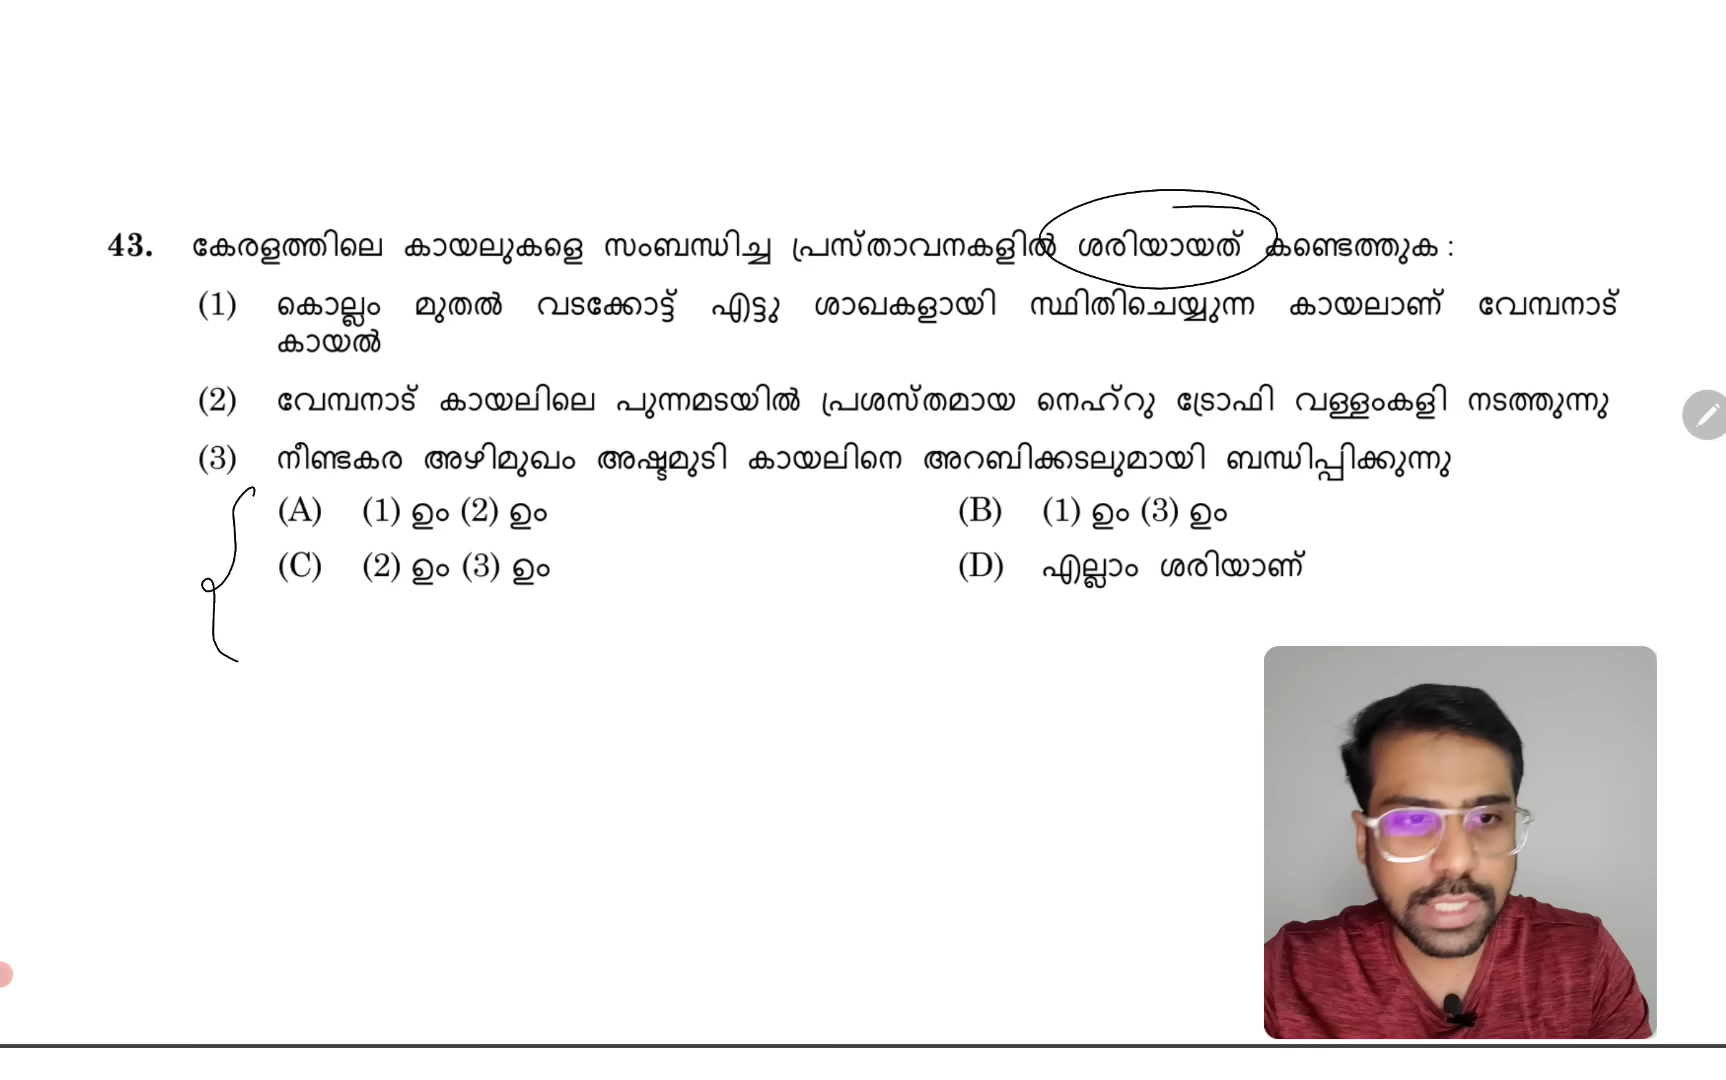 43. കേരളത്തിലെ കായലുകളെ സംബന്ധിച്ച പ്രസ്താവനകളിൽ ശരിയായത് കണ്ടെത്തുക :
(1) കൊല്ലം മുതൽ വടക്കോട്ട് എട്ടു ശാഖകളായി സ്ഥിതിചെയ്യുന്ന കായലാണ് വേമ്പനാട്
കായൽ
(2) വേമ്പനാട് കായലിലെ പുന്നമടയിൽ പ്രശസ്തമായ നെഹ്റു ട്രോഫി വള്ളംകളി നടത്തുന്നു
(3) നീണ്ടകര അഴിമുഖം അഷ്ടമുടി കായലിനെ അറബിക്കടലുമായി ബന്ധിപ്പിക്കുന്നു
(A) (1) ഉം (2) ഉം (B) (1) ഉം (3) ഉം
(C) (2) ഉം (3) ഉം (D) എല്ലാം ശരിയാണ്